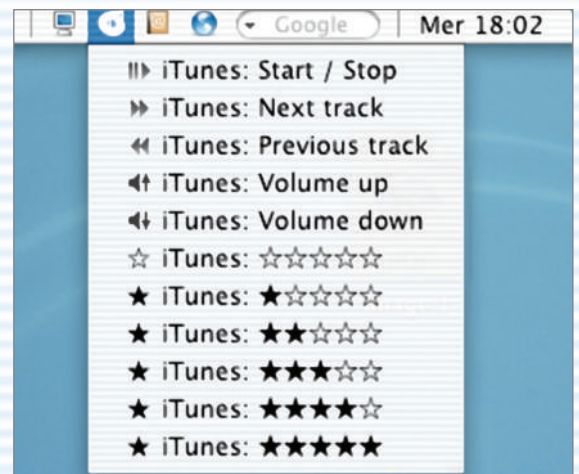 Google Mer 18:02
iTunes: Start / Stop
iTunes: Next track
iTunes: Previous track
iTunes: Volume up
iTunes: Volume down
☆ iTunes: ☆☆☆☆☆
★ iTunes: ★☆☆☆☆
★ iTunes: ★★☆☆☆
★ iTunes: ★★★☆☆
★ iTunes: ★★★★☆
★ iTunes: ★★★★★